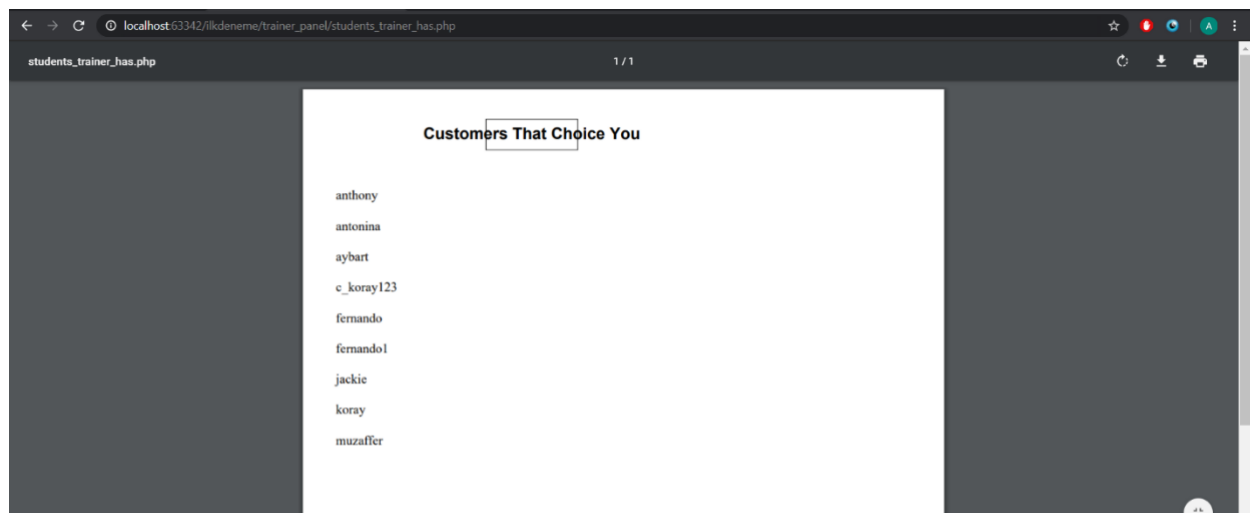 localhost:63342/ilkdeneme/trainer_panel/students_trainer_has.php
A
students_trainer_has.php
1 / 1
Customers That Choice You
anthony
antonina
aybart
c_koray123
fernando
fernando1
jackie
koray
muzaffer